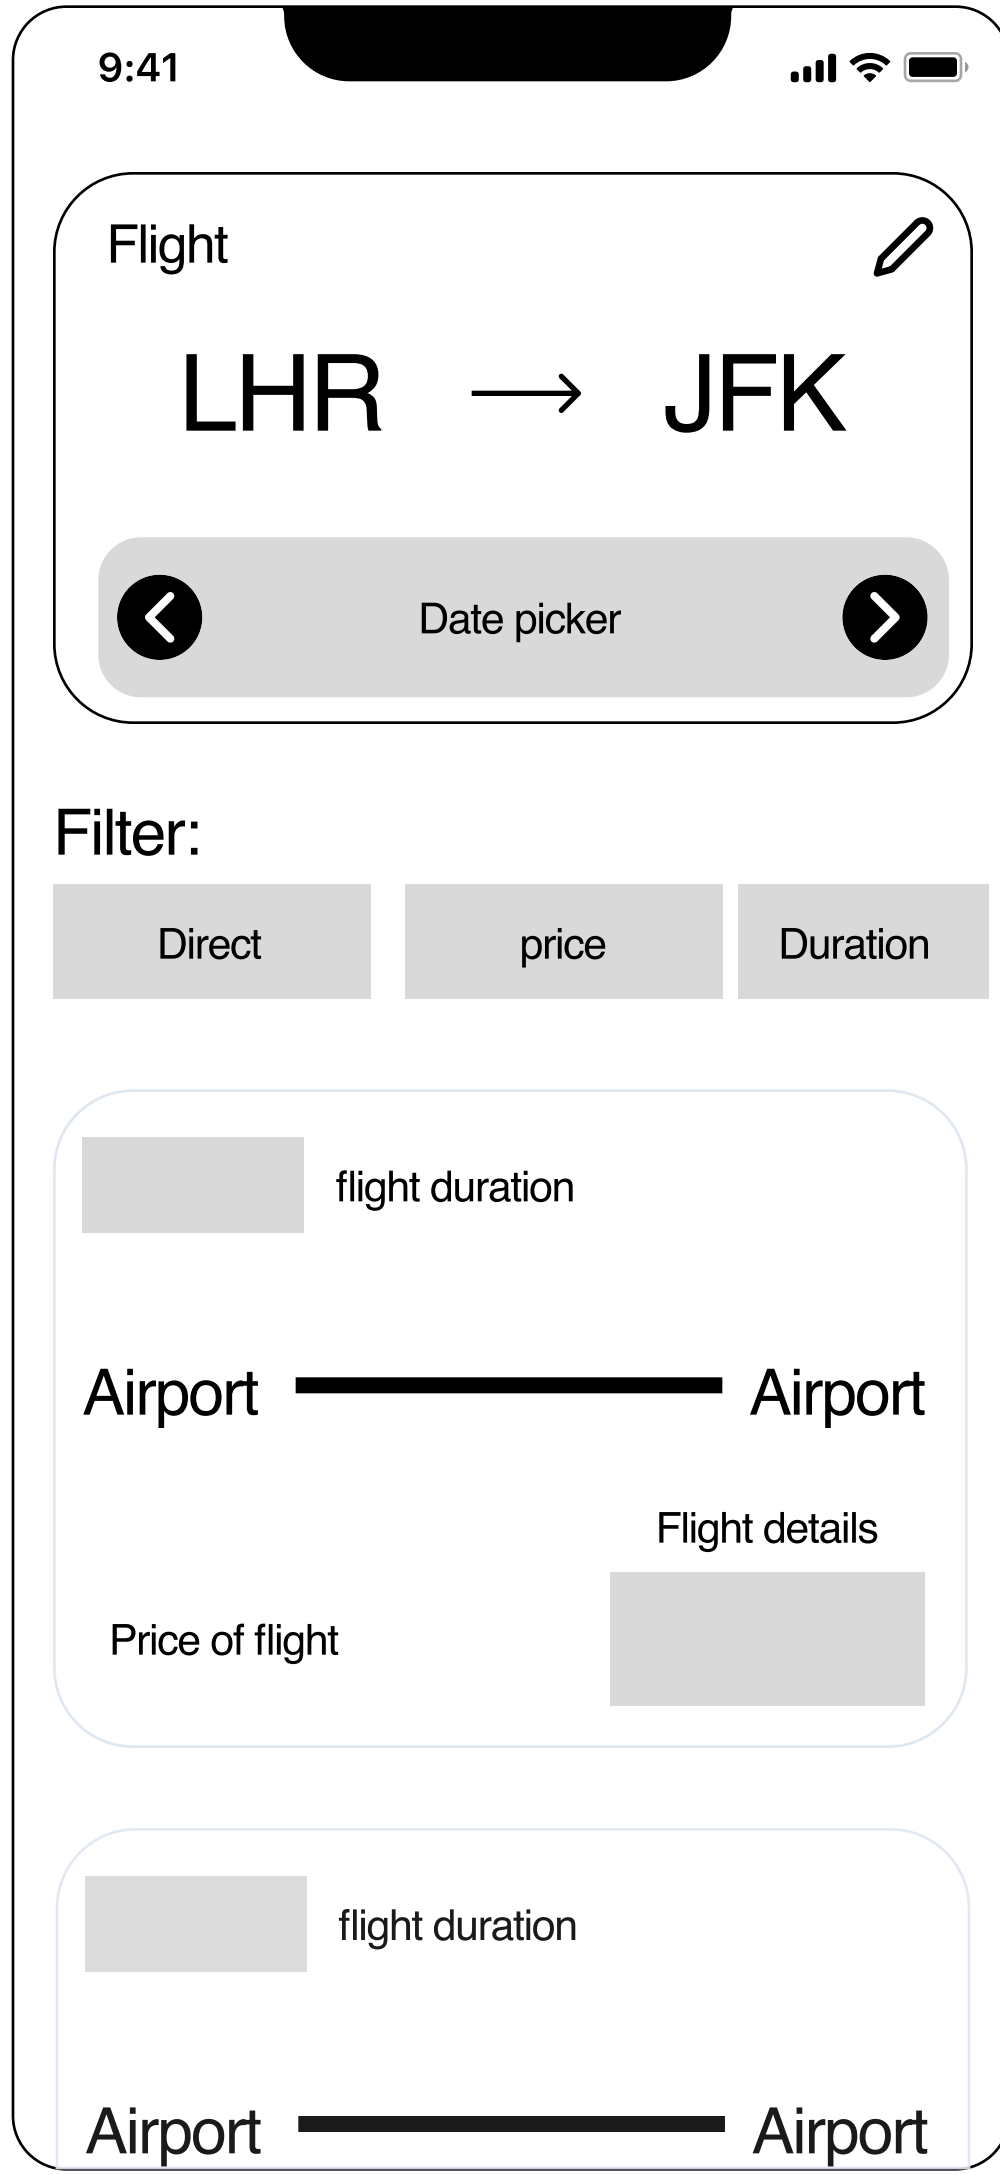 9:41
Flight
LHR → JFK
Date picker
Filter:
Direct price Duration
flight duration
Airport Airport
Flight details
Price of flight
flight duration
Airport Airport